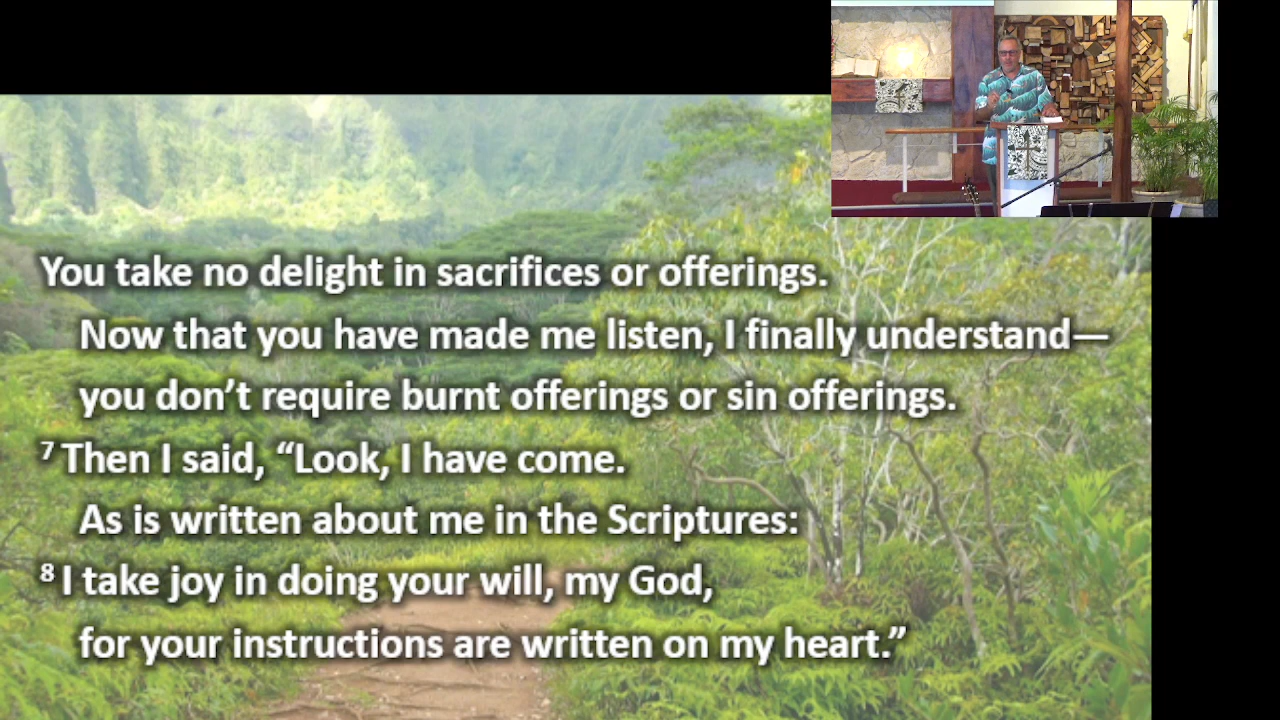 You take no delight in sacrifices or offerings.
Now that you have made me listen, I finally understand—
you don’t require burnt offerings or sin offerings.
⁷ Then I said, “Look, I have come.
As is written about me in the Scriptures:
⁸ I take joy in doing your will, my God,
for your instructions are written on my heart.”